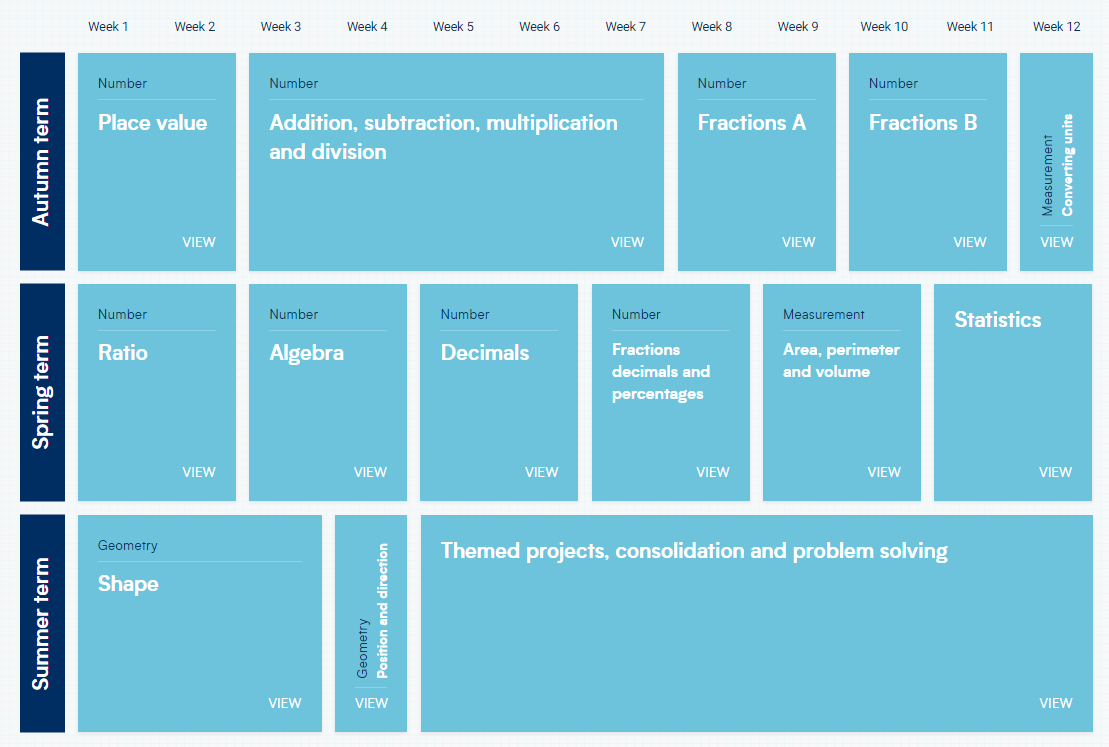 Week 1 Week 2 Week 3 Week 4 Week 5 Week 6 Week 7 Week 8 Week 9 Week 10 Week 11 Week 12
Autumn term
Number
Place value
VIEW
Number
Addition, subtraction, multiplication
and division
VIEW
Number
Fractions A
VIEW
Number
Fractions B
VIEW
Measurement
Converting units
VIEW
Spring term
Number
Ratio
VIEW
Number
Algebra
VIEW
Number
Decimals
VIEW
Number
Fractions
decimals and
percentages
VIEW
Measurement
Area, perimeter
and volume
VIEW
Statistics
VIEW
Summer term
Geometry
Shape
VIEW
Geometry
Position and direction
VIEW
Themed projects, consolidation and problem solving
VIEW